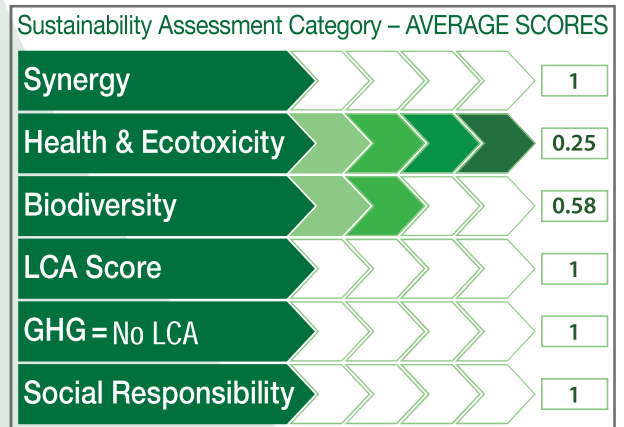 Sustainability Assessment Category – AVERAGE SCORES
Synergy 1
Health & Ecotoxicity 0.25
Biodiversity 0.58
LCA Score 1
GHG = No LCA 1
Social Responsibility 1